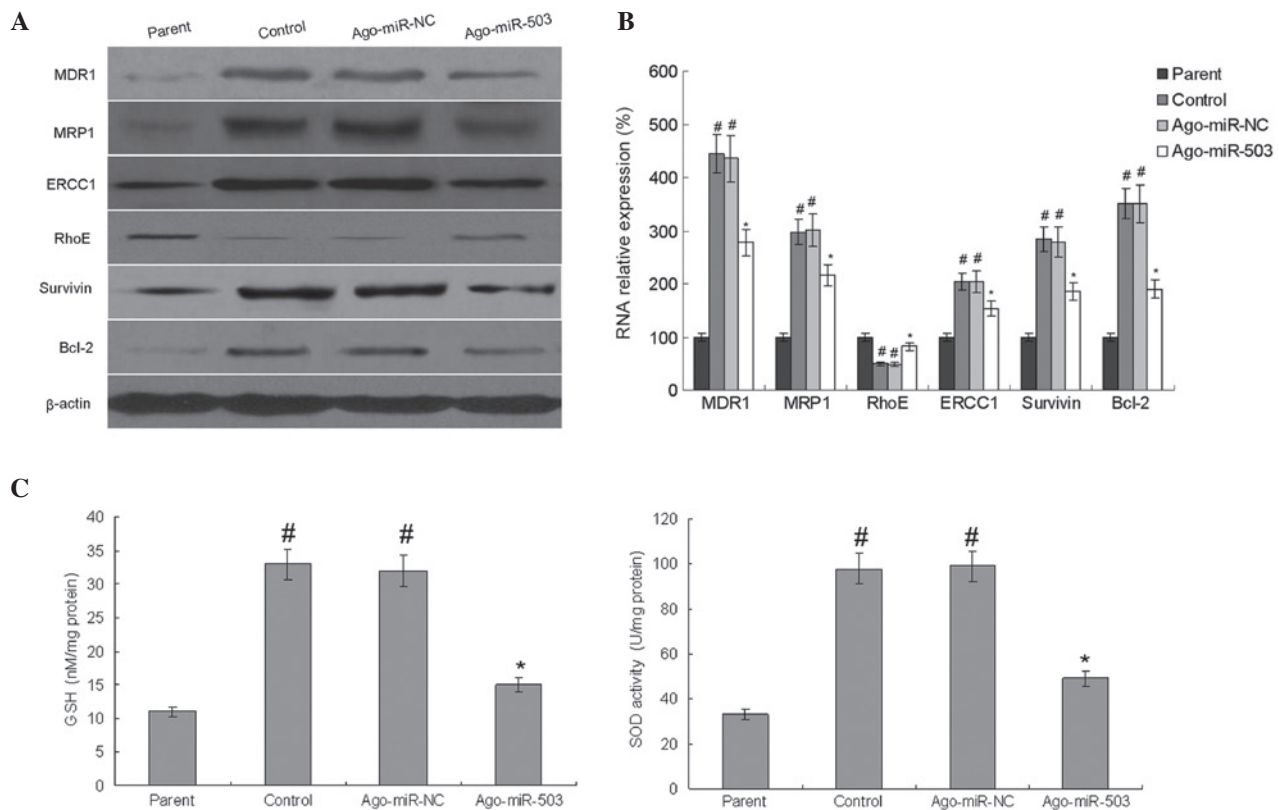 A
Parent Control Ago-miR-NC Ago-miR-503
MDR1
MRP1
ERCC1
RhoE
Survivin
Bcl-2
β-actin
B
RNA relative expression (%)
600
500
400
300
200
100
0
# # *
# # *
# # *
# # *
# # *
# # *
MDR1 MRP1 RhoE ERCC1 Survivin Bcl-2
Parent
Control
Ago-miR-NC
Ago-miR-503
C
GSH (nM/mg protein)
40
35
30
25
20
15
10
5
0
# # *
Parent Control Ago-miR-NC Ago-miR-503
SOD activity (U/mg protein)
120
100
80
60
40
20
0
# # *
Parent Control Ago-miR-NC Ago-miR-503